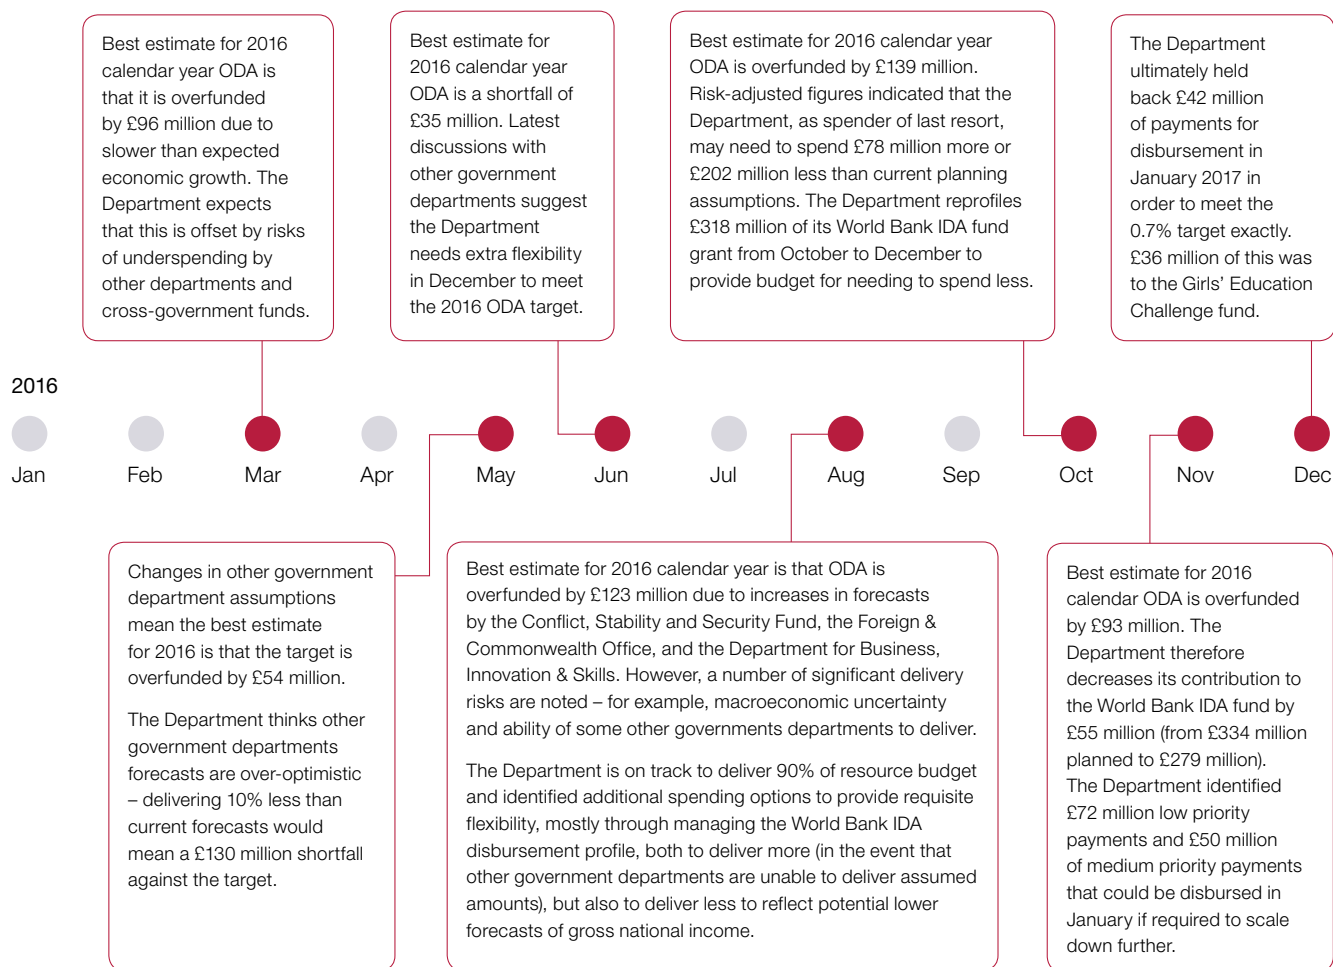 Best estimate for 2016
calendar year ODA is
that it is overfunded
by £96 million due to
slower than expected
economic growth. The
Department expects
that this is offset by risks
of underspending by
other departments and
cross-government funds.
Best estimate for
2016 calendar year
ODA is a shortfall of
£35 million. Latest
discussions with
other government
departments suggest
the Department
needs extra flexibility
in December to meet
the 2016 ODA target.
Best estimate for 2016 calendar year
ODA is overfunded by £139 million.
Risk-adjusted figures indicated that the
Department, as spender of last resort,
may need to spend £78 million more or
£202 million less than current planning
assumptions. The Department reprofiles
£318 million of its World Bank IDA fund
grant from October to December to
provide budget for needing to spend less.
The Department
ultimately held
back £42 million
of payments for
disbursement in
January 2017 in
order to meet the
0.7% target exactly.
£36 million of this was
to the Girls’ Education
Challenge fund.
2016
Jan Feb Mar Apr May Jun Jul Aug Sep Oct Nov Dec
Changes in other government
department assumptions
mean the best estimate
for 2016 is that the target is
overfunded by £54 million.
The Department thinks other
government departments
forecasts are over-optimistic
– delivering 10% less than
current forecasts would
mean a £130 million shortfall
against the target.
Best estimate for 2016 calendar year is that ODA is
overfunded by £123 million due to increases in forecasts
by the Conflict, Stability and Security Fund, the Foreign &
Commonwealth Office, and the Department for Business,
Innovation & Skills. However, a number of significant delivery
risks are noted – for example, macroeconomic uncertainty
and ability of some other governments departments to deliver.
The Department is on track to deliver 90% of resource budget
and identified additional spending options to provide requisite
flexibility, mostly through managing the World Bank IDA
disbursement profile, both to deliver more (in the event that
other government departments are unable to deliver assumed
amounts), but also to deliver less to reflect potential lower
forecasts of gross national income.
Best estimate for 2016
calendar ODA is overfunded
by £93 million. The
Department therefore
decreases its contribution to
the World Bank IDA fund by
£55 million (from £334 million
planned to £279 million).
The Department identified
£72 million low priority
payments and £50 million
of medium priority payments
that could be disbursed in
January if required to scale
down further.